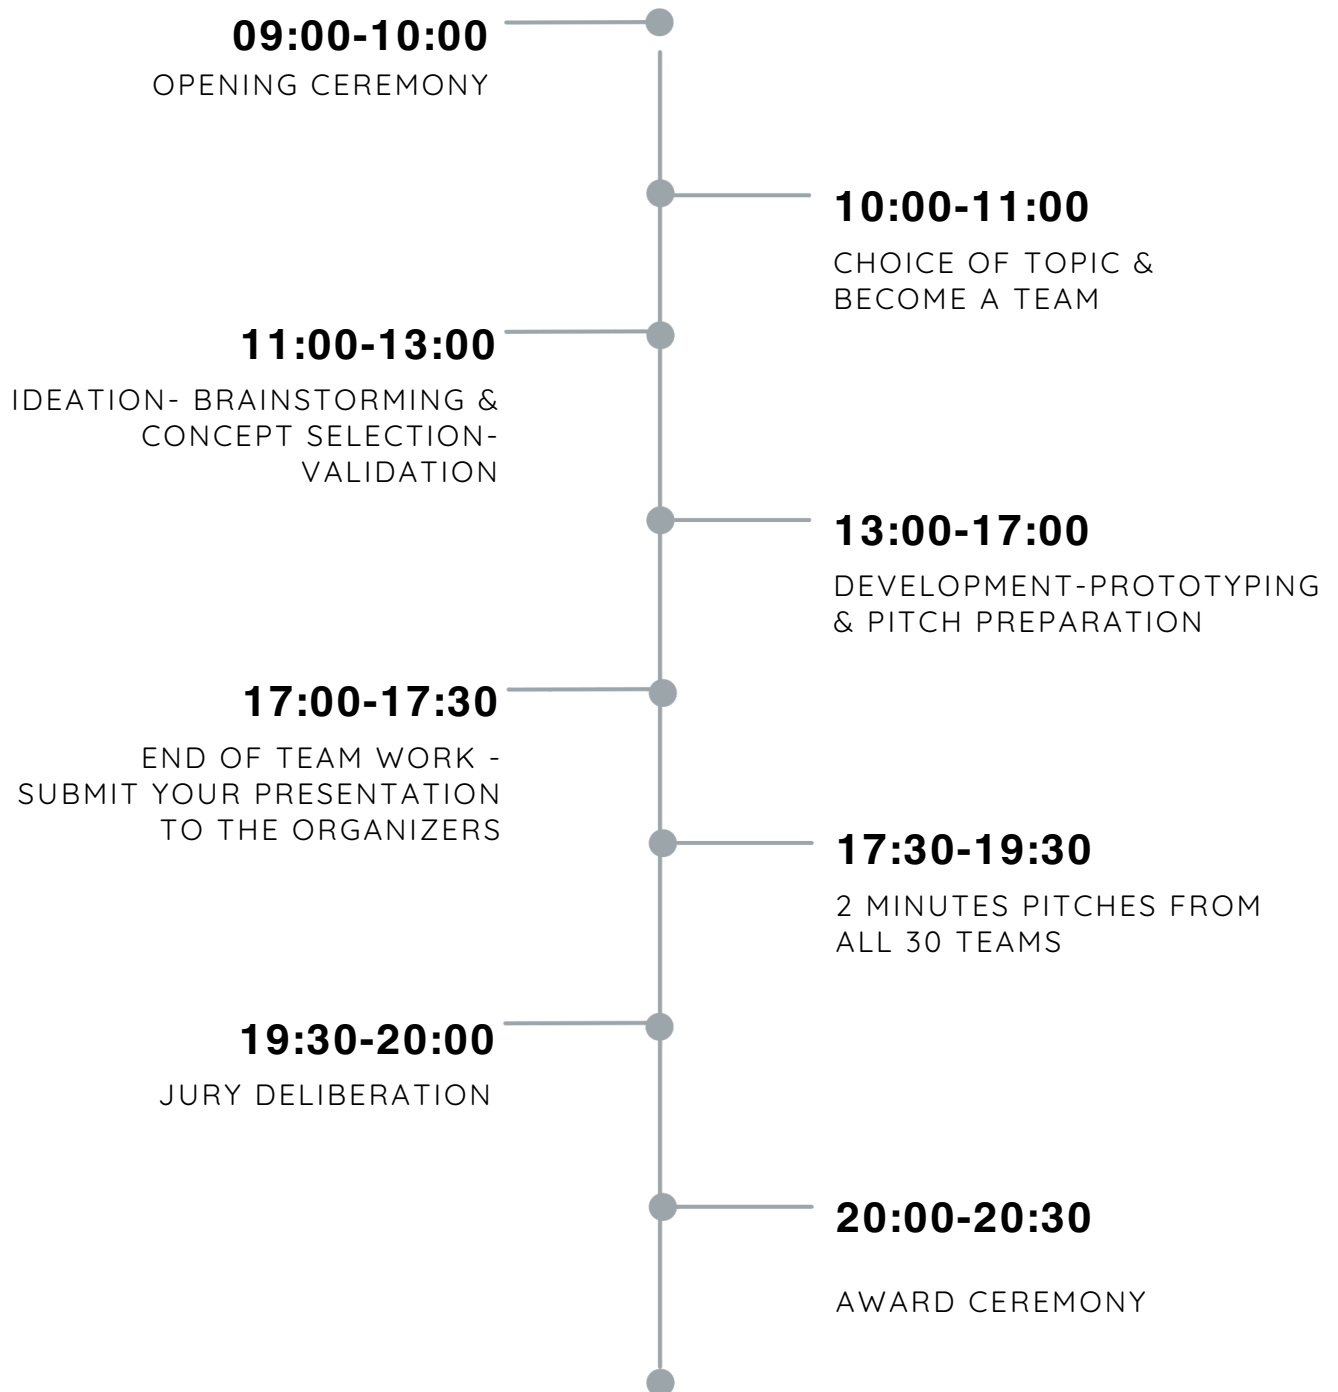 09:00-10:00
OPENING CEREMONY
10:00-11:00
CHOICE OF TOPIC &
BECOME A TEAM
11:00-13:00
IDEATION- BRAINSTORMING &
CONCEPT SELECTION-
VALIDATION
13:00-17:00
DEVELOPMENT-PROTOTYPING
& PITCH PREPARATION
17:00-17:30
END OF TEAM WORK -
SUBMIT YOUR PRESENTATION
TO THE ORGANIZERS
17:30-19:30
2 MINUTES PITCHES FROM
ALL 30 TEAMS
19:30-20:00
JURY DELIBERATION
20:00-20:30
AWARD CEREMONY